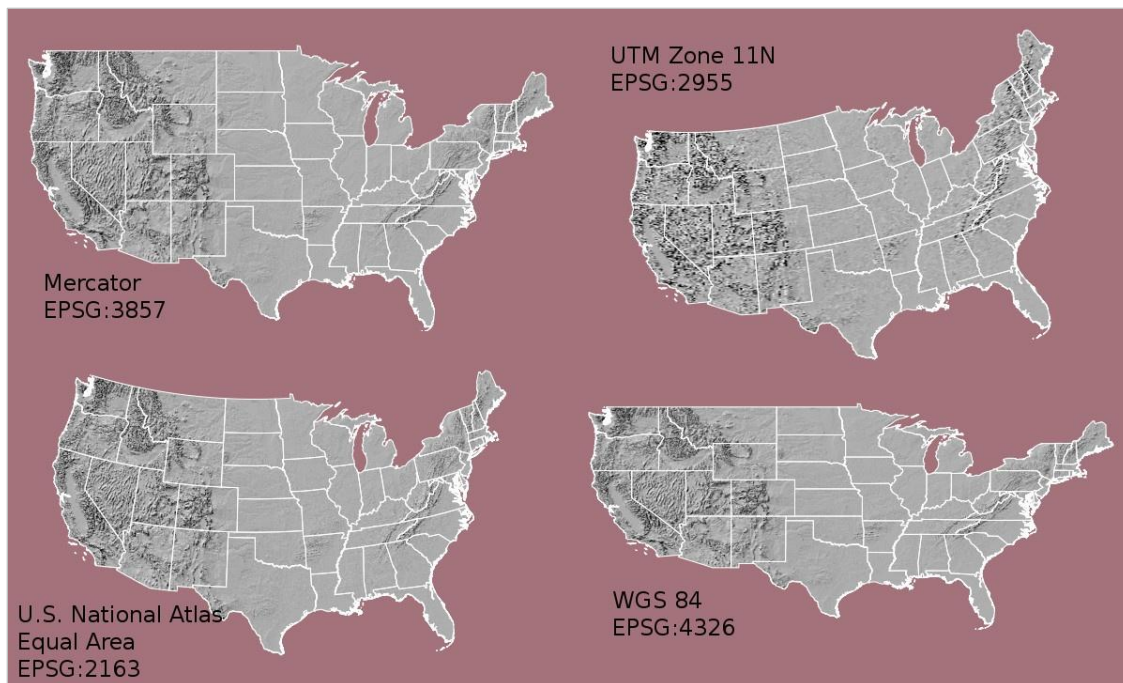 Mercator
EPSG:3857
UTM Zone 11N
EPSG:2955
U.S. National Atlas
Equal Area
EPSG:2163
WGS 84
EPSG:4326